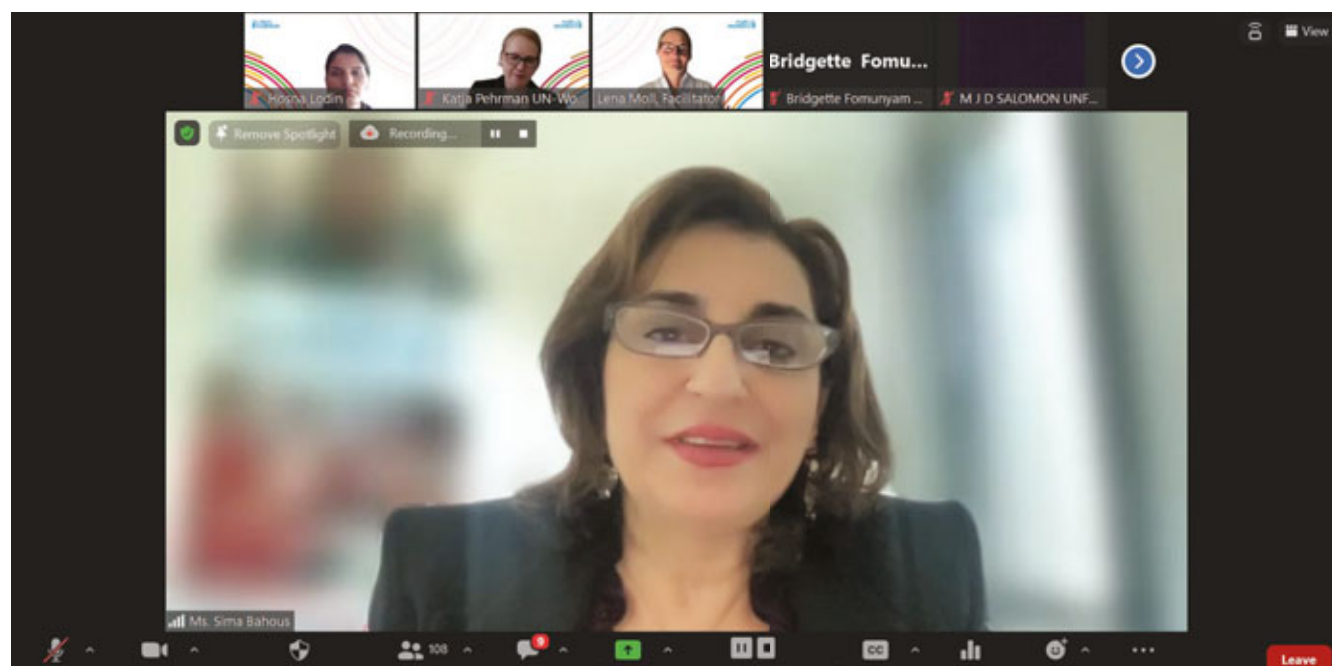 Bridgette Fomu...
View
Hosna Lodin
Katja Pehrman UN-Wo...
Lena Moll, Facilitator
Bridgette Fomunyam ...
M J D SALOMON UNF...
Remove Spotlight
Recording...
Ms. Sima Bahous
108
9
CC
Leave